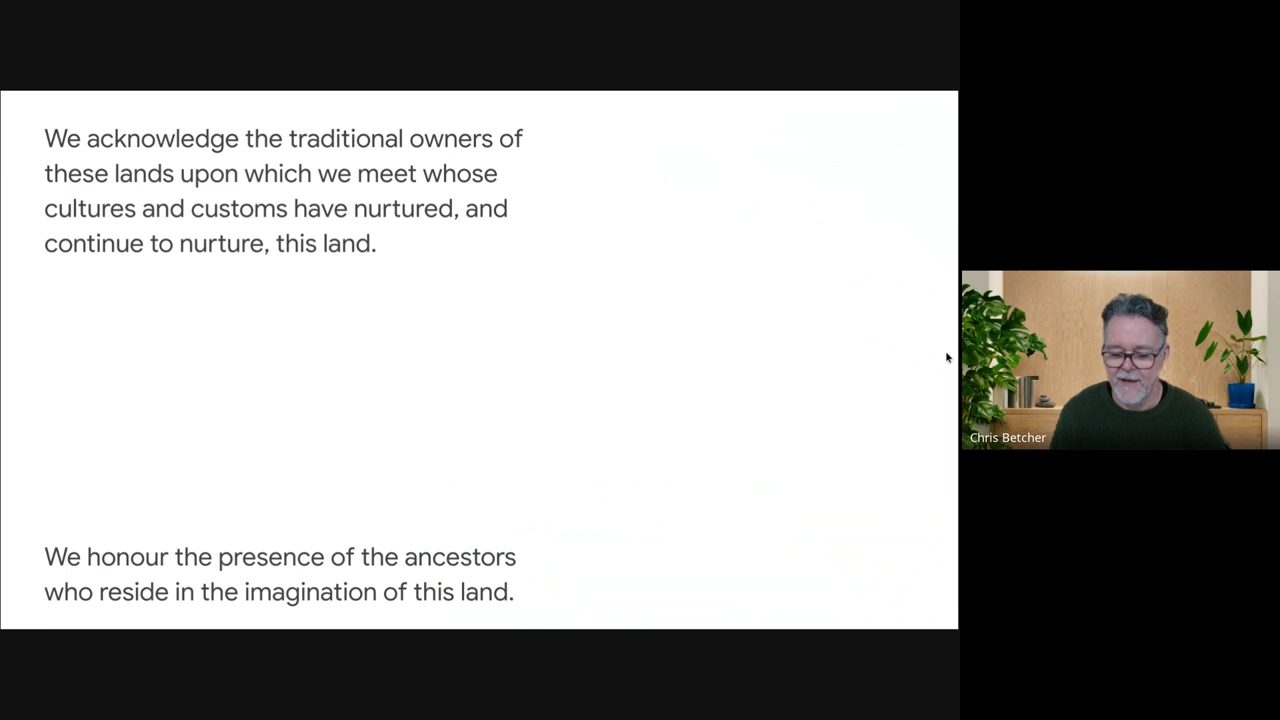 We acknowledge the traditional owners of
these lands upon which we meet whose
cultures and customs have nurtured, and
continue to nurture, this land.
We honour the presence of the ancestors
who reside in the imagination of this land.
Chris Betcher